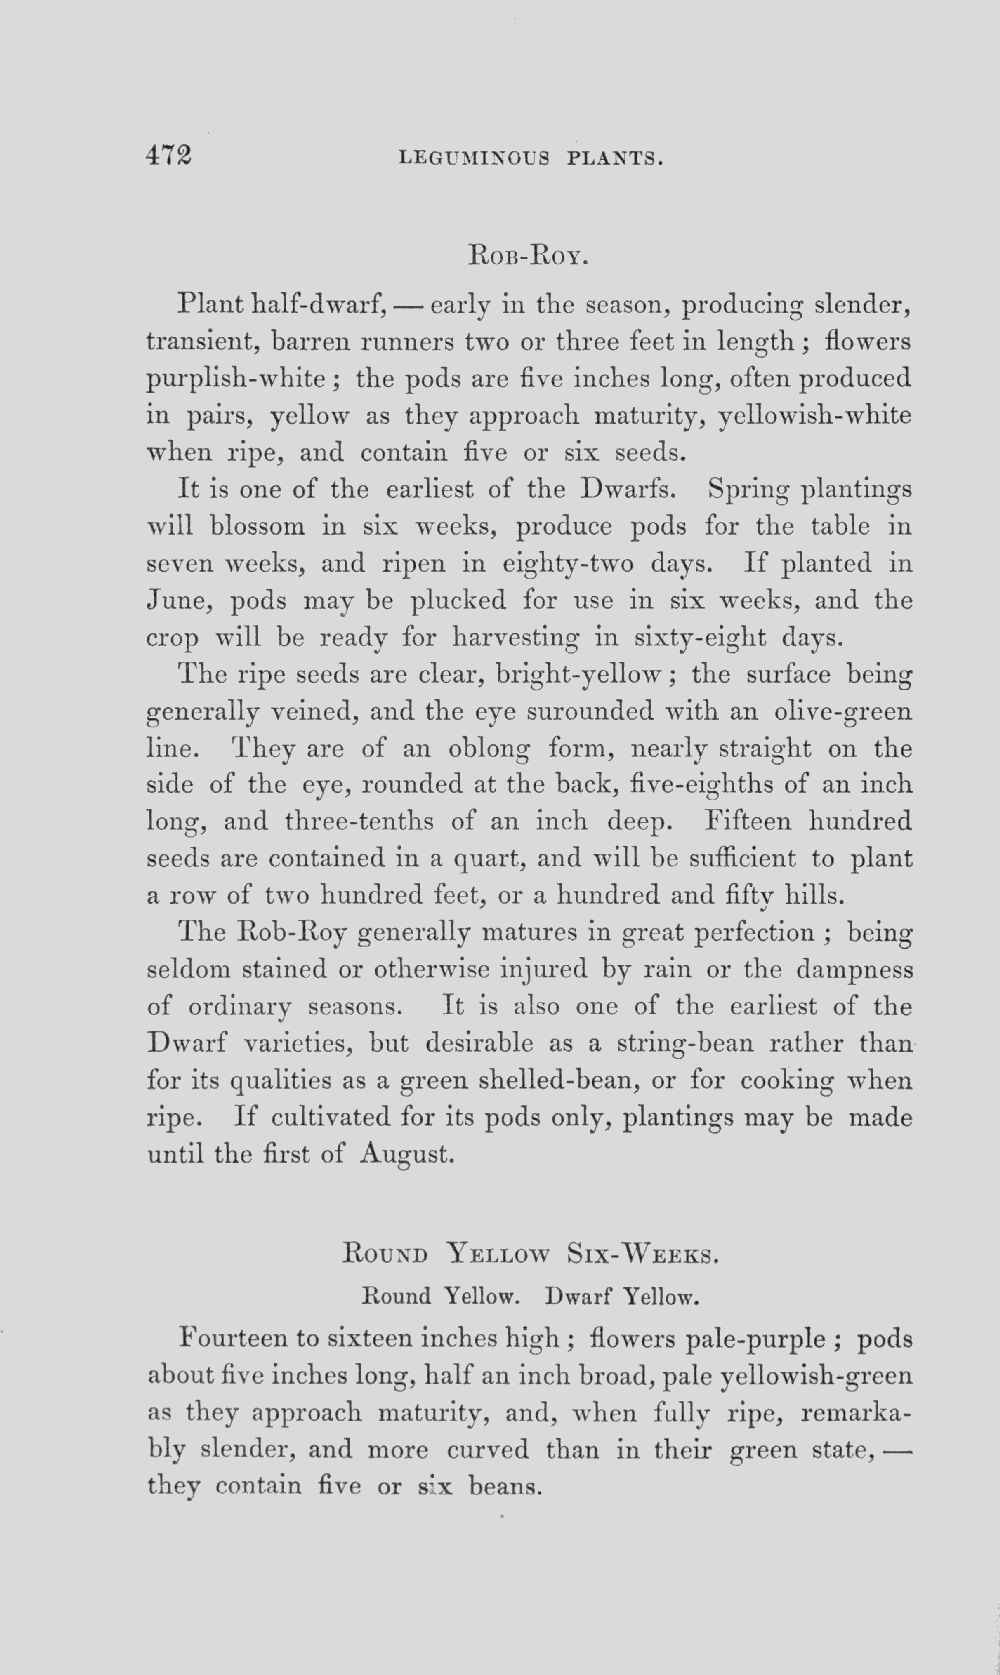 472 LEGUMINOUS PLANTS.
ROB-ROY.
Plant half-dwarf, — early in the season, producing slender,
transient, barren runners two or three feet in length; flowers
purplish-white; the pods are five inches long, often produced
in pairs, yellow as they approach maturity, yellowish-white
when ripe, and contain five or six seeds.
It is one of the earliest of the Dwarfs. Spring plantings
will blossom in six weeks, produce pods for the table in
seven weeks, and ripen in eighty-two days. If planted in
June, pods may be plucked for use in six weeks, and the
crop will be ready for harvesting in sixty-eight days.
The ripe seeds are clear, bright-yellow; the surface being
generally veined, and the eye surounded with an olive-green
line. They are of an oblong form, nearly straight on the
side of the eye, rounded at the back, five-eighths of an inch
long, and three-tenths of an inch deep. Fifteen hundred
seeds are contained in a quart, and will be sufficient to plant
a row of two hundred feet, or a hundred and fifty hills.
The Rob-Roy generally matures in great perfection; being
seldom stained or otherwise injured by rain or the dampness
of ordinary seasons. It is also one of the earliest of the
Dwarf varieties, but desirable as a string-bean rather than
for its qualities as a green shelled-bean, or for cooking when
ripe. If cultivated for its pods only, plantings may be made
until the first of August.
ROUND YELLOW SIX-WEEKS.
Round Yellow. Dwarf Yellow.
Fourteen to sixteen inches high; flowers pale-purple; pods
about five inches long, half an inch broad, pale yellowish-green
as they approach maturity, and, when fully ripe, remarka-
bly slender, and more curved than in their green state, —
they contain five or six beans.